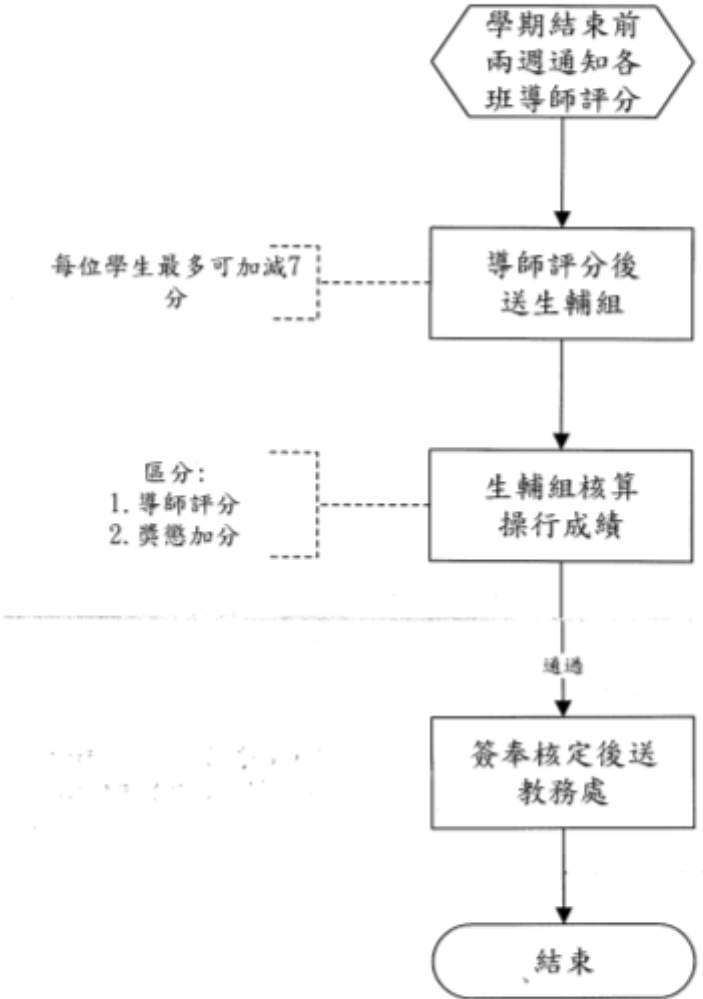 學期結束前
兩週通知各
班導師評分
每位學生最多可加減7
分
導師評分後
送生輔組
區分:
1.導師評分
2.獎懲加分
生輔組核算
操行成績
通過
簽奉核定後送
教務處
結束